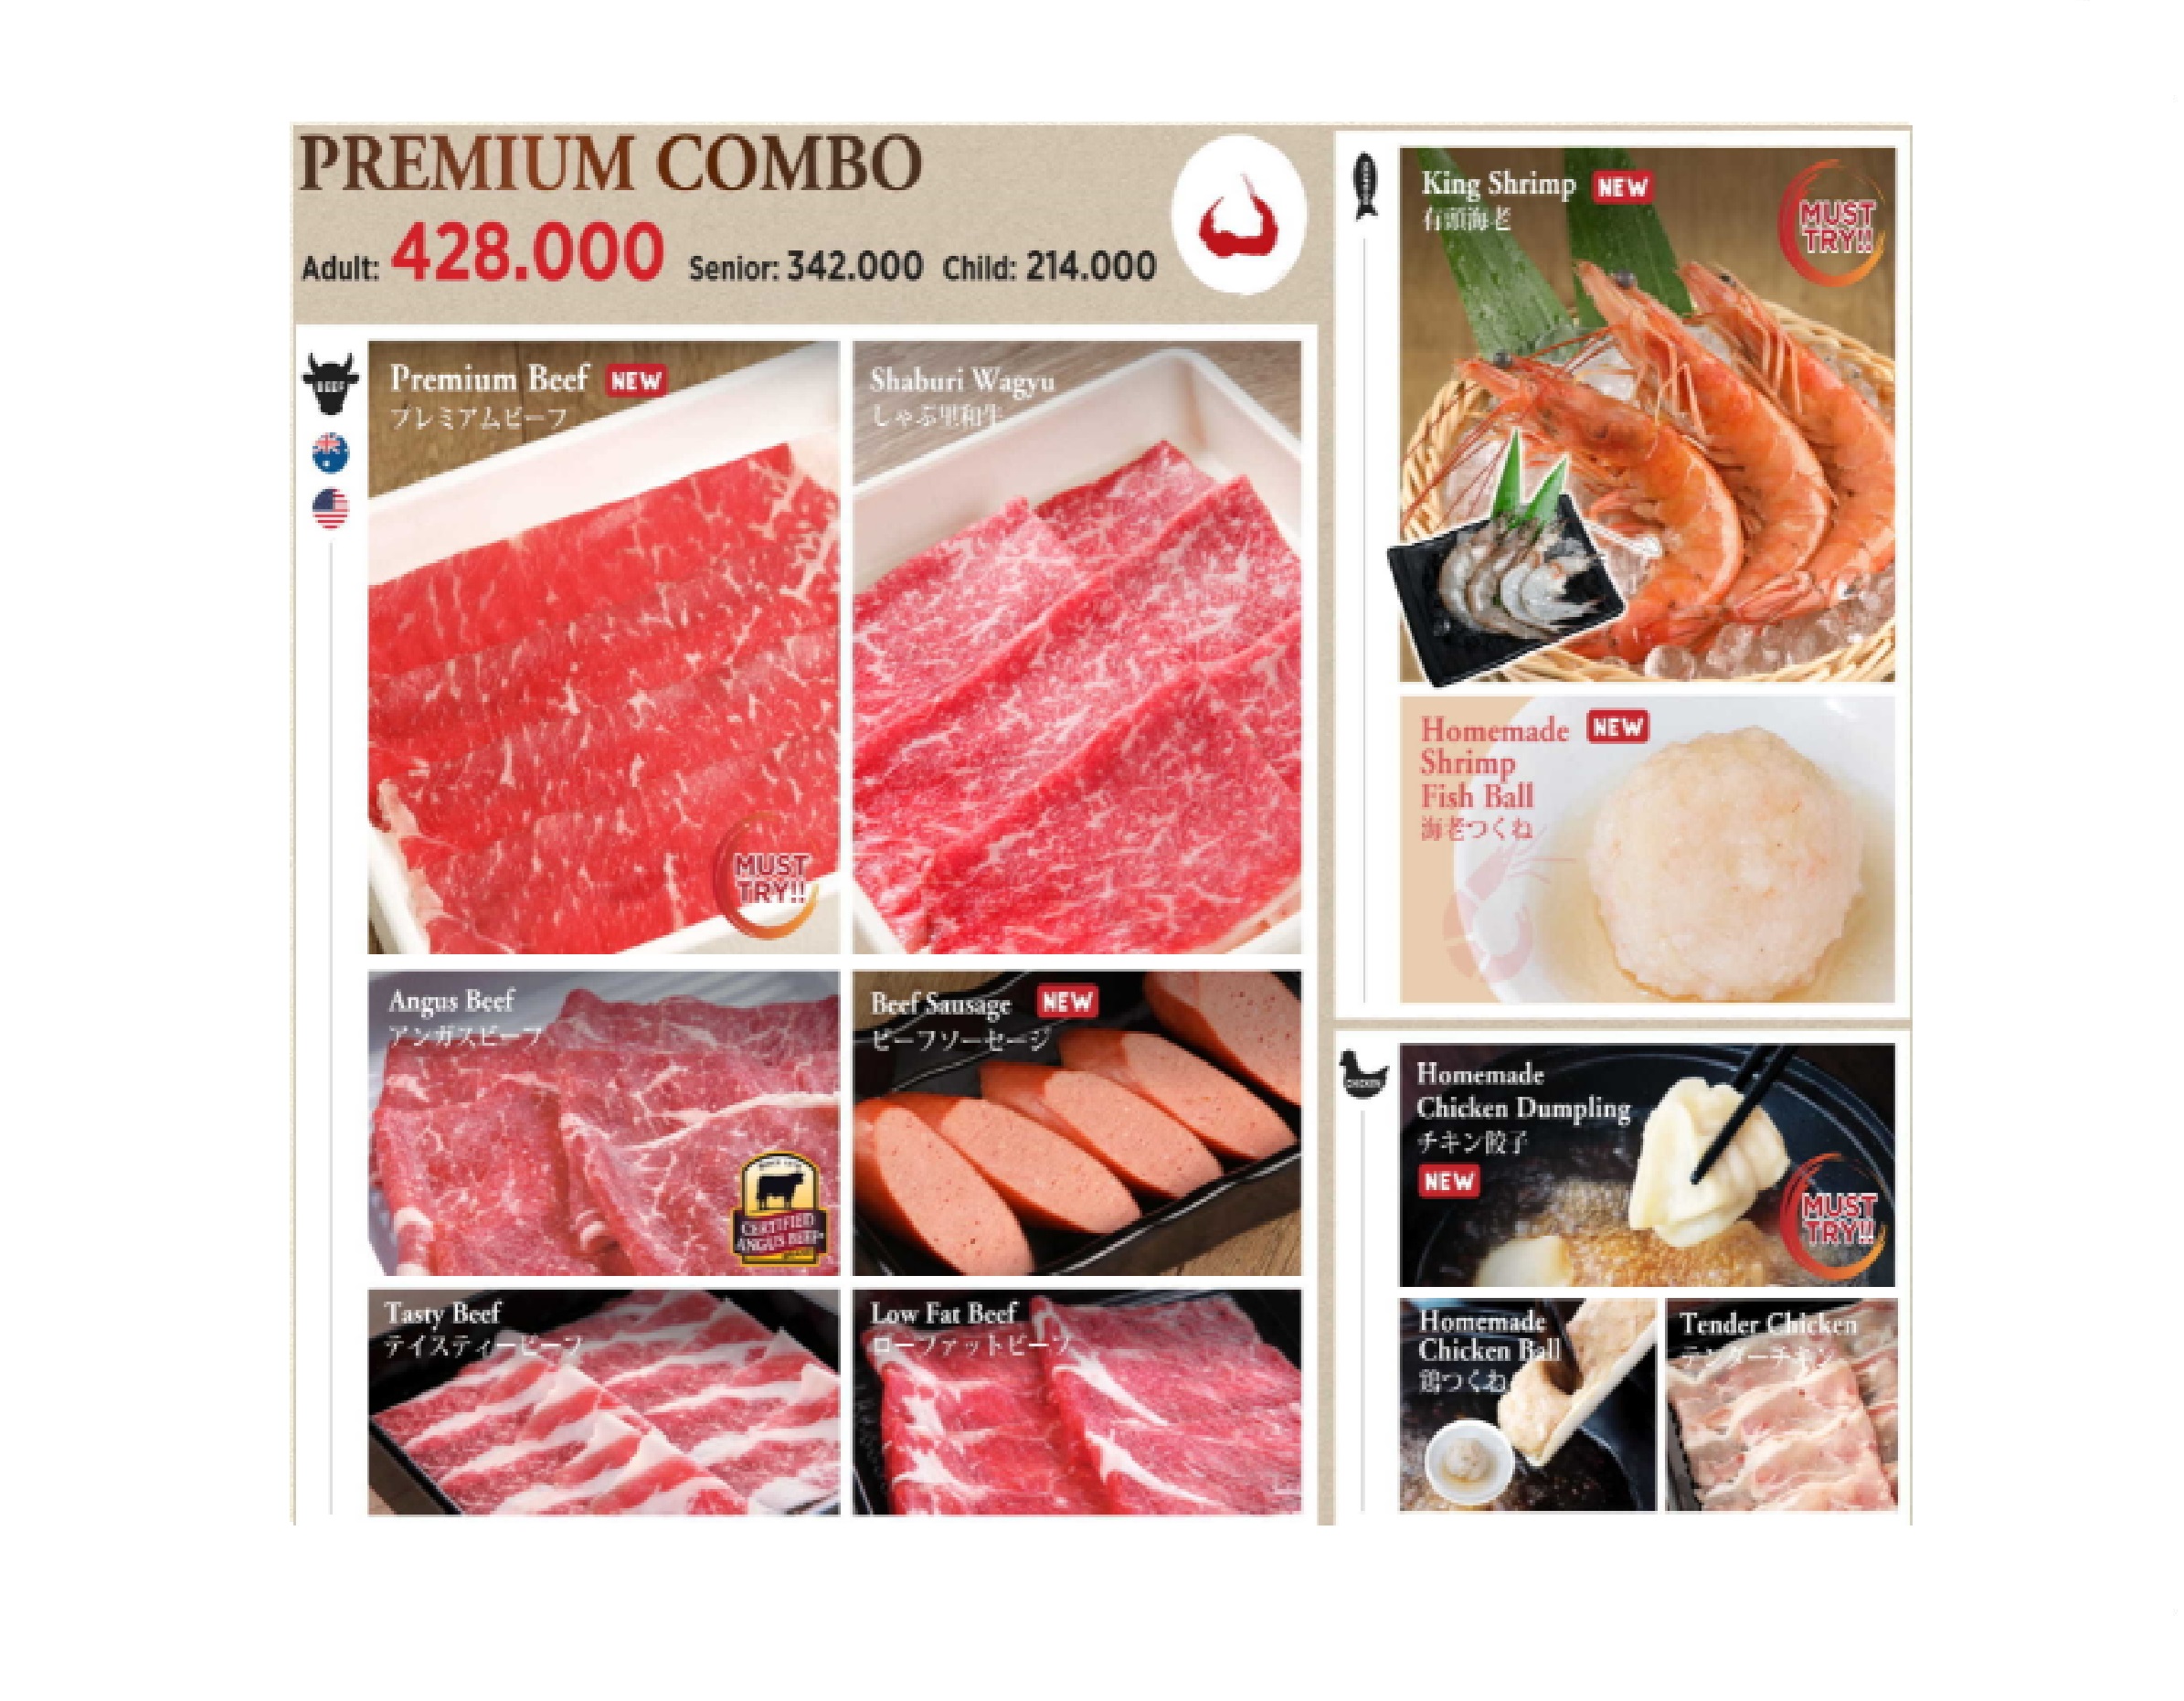 PREMIUM COMBO
Adult: 428.000 Senior: 342.000 Child: 214.000
BEEF
Premium Beef NEW
プレミアムビーフ
MUST
TRY!!
Shaburi Wagyu
しゃぶ里和牛
Angus Beef
アンガスビーフ
CERTIFIED
ANGUS BEEF
Beef Sausage NEW
ビーフソーセージ
Tasty Beef
テイスティービーフ
Low Fat Beef
ローファットビーフ
King Shrimp NEW
有頭海老
MUST
TRY!!
Homemade NEW
Shrimp
Fish Ball
海老つくね
CHICKEN
Homemade
Chicken Dumpling
チキン餃子
NEW
MUST
TRY!!
Homemade
Chicken Ball
鶏つくね
Tender Chicken
テンダーチキン